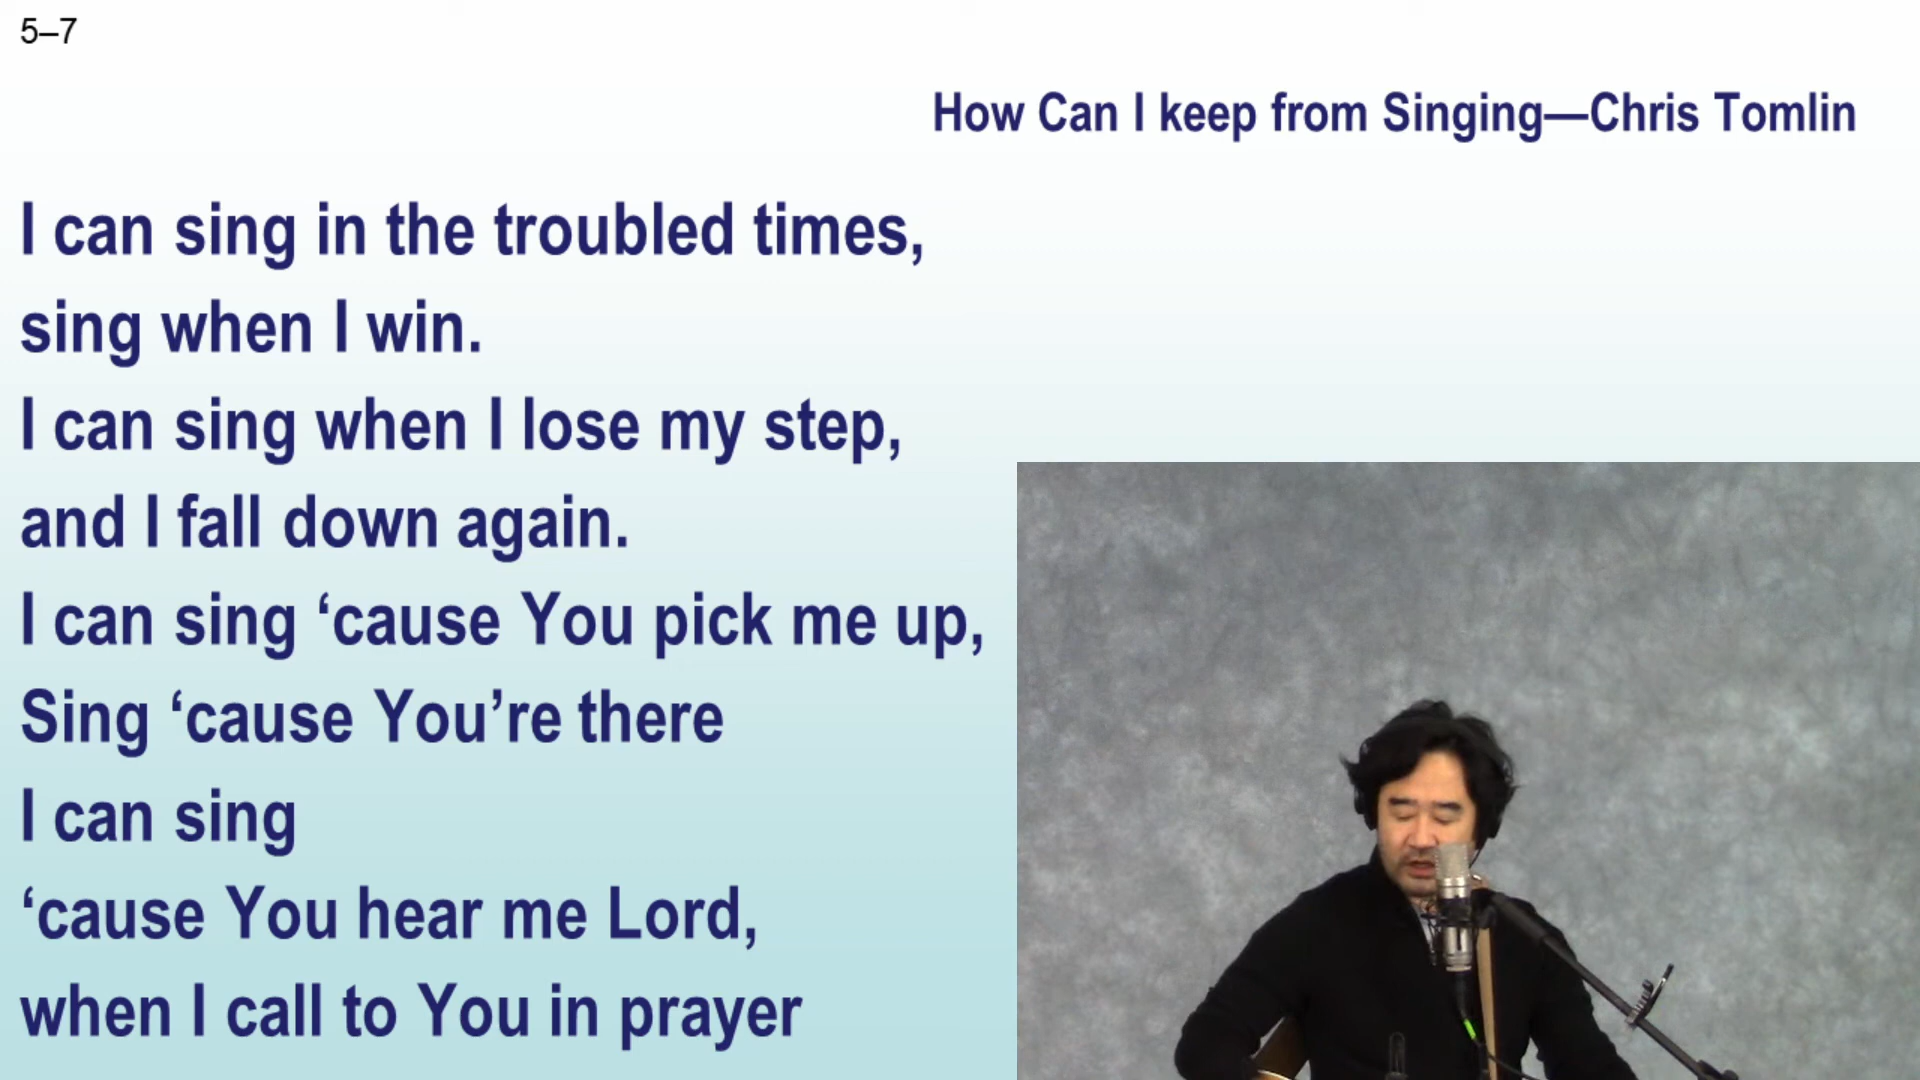 5–7
How Can I keep from Singing—Chris Tomlin
I can sing in the troubled times,
sing when I win.
I can sing when I lose my step,
and I fall down again.
I can sing ‘cause You pick me up,
Sing ‘cause You’re there
I can sing
‘cause You hear me Lord,
when I call to You in prayer